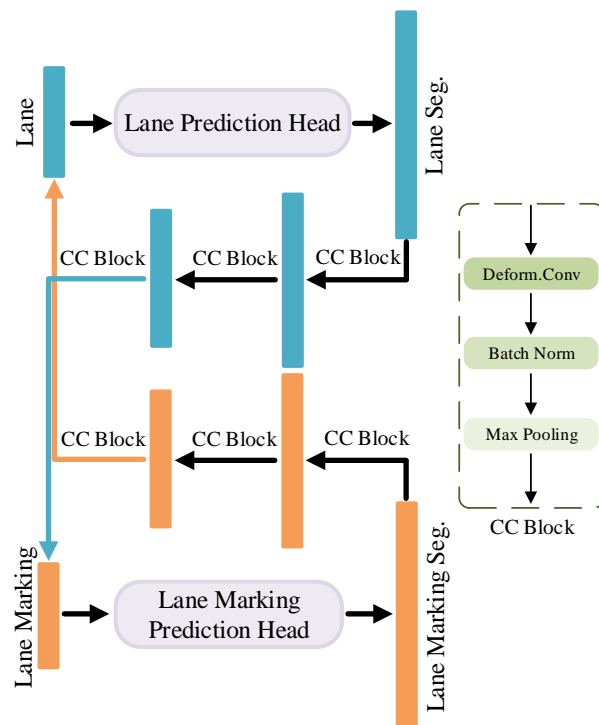 Lane
Lane Prediction Head
Lane Seg.
CC Block
CC Block
CC Block
CC Block
CC Block
CC Block
Lane Marking
Lane Marking
Prediction Head
Lane Marking Seg.
Deform.Conv
Batch Norm
Max Pooling
CC Block